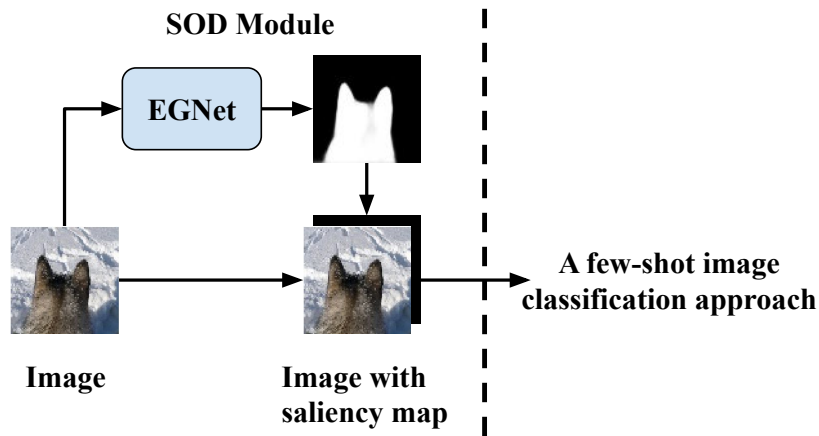 SOD Module
EGNet
A few-shot image
classification approach
Image
Image with
saliency map